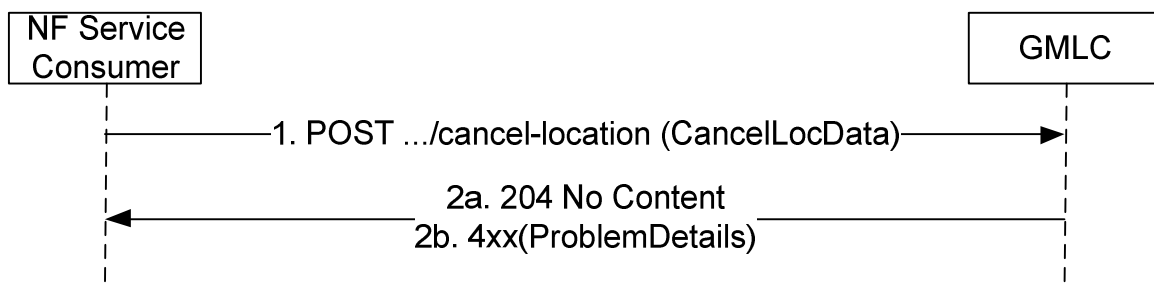 NF Service
Consumer
GMLC
1. POST .../cancel-location (CancelLocData)
2a. 204 No Content
2b. 4xx(ProblemDetails)